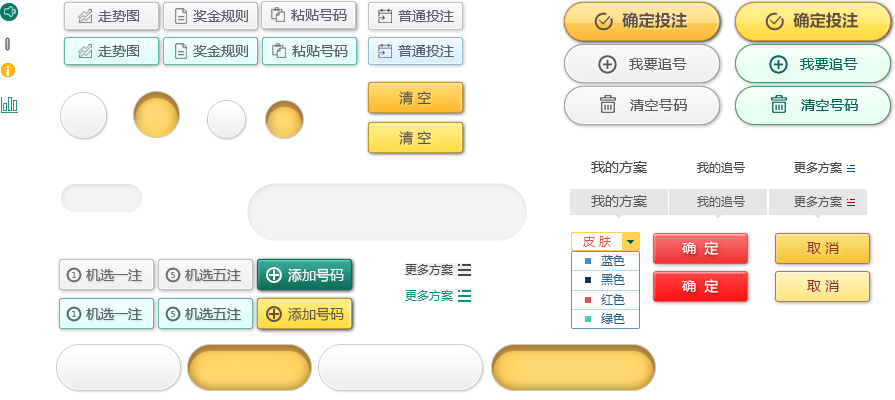 走势图 奖金规则 粘贴号码 普通投注 确定投注 确定投注
走势图 奖金规则 粘贴号码 普通投注 我要追号 我要追号
清空 清空号码 清空号码
清空
我的方案 我的追号 更多方案
我的方案 我的追号 更多方案
皮肤 确定 取消
蓝色
黑色
红色
绿色
确定 取消
1 机选一注 5 机选五注 添加号码 更多方案
更多方案
1 机选一注 5 机选五注 添加号码